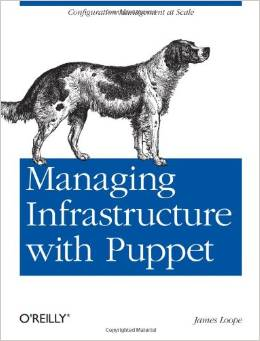 Configuration Management at Scale
Managing
Infrastructure
with Puppet
O'REILLY®
James Loope